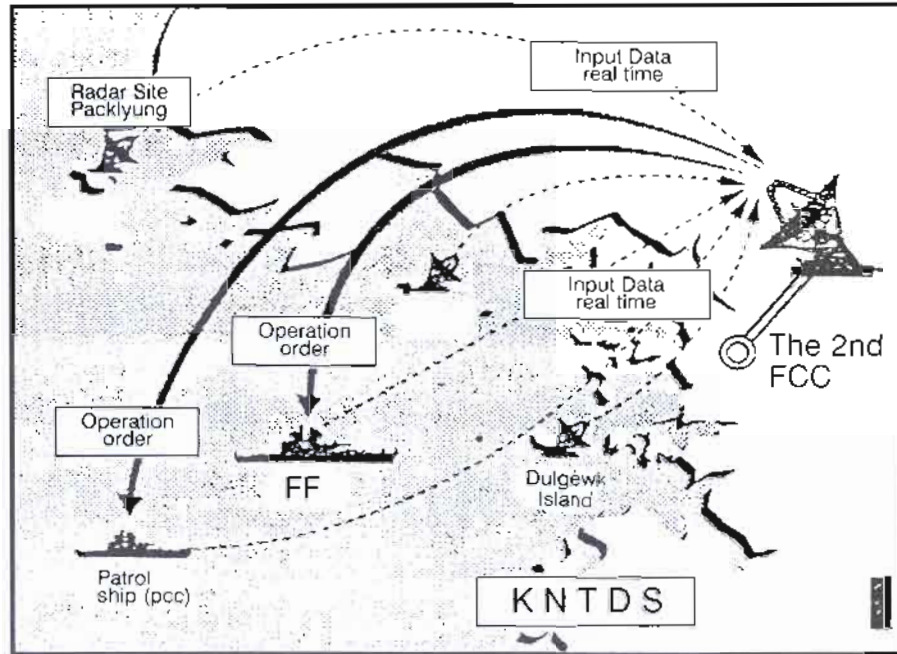 Input Data
real time
Radar Site
Packlyung
Input Data
real time
The 2nd
FCC
Operation
order
Operation
order
FF
Dulgewk
Island
Patrol
ship (pcc)
K N T D S